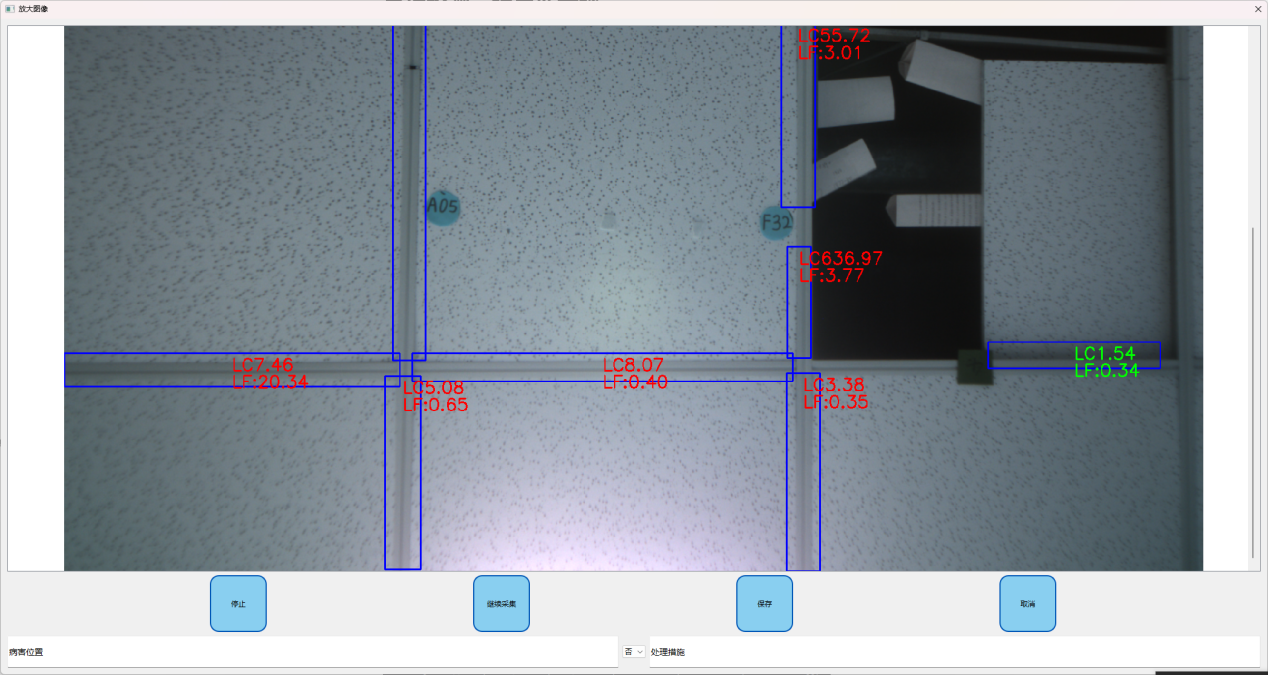 放大图像
LC55.72
LF:3.01
A05
F32
LC636.97
LF:3.77
LC7.46
LF:20.34
LC8.07
LF:0.40
LC1.54
LF:0.34
LC5.08
LF:0.65
LC3.38
LF:0.35
停止
继续采集
保存
取消
病害位置
否
处理措施